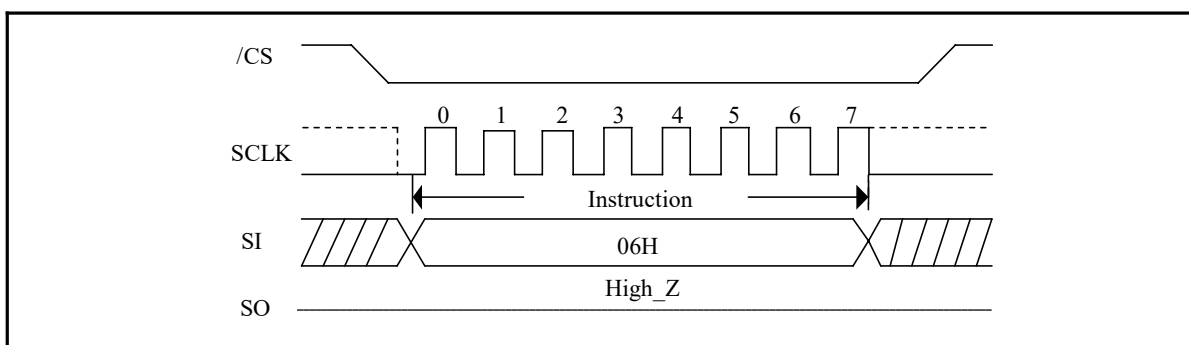 /CS
0 1 2 3 4 5 6 7
SCLK
Instruction
SI
06H
High_Z
SO